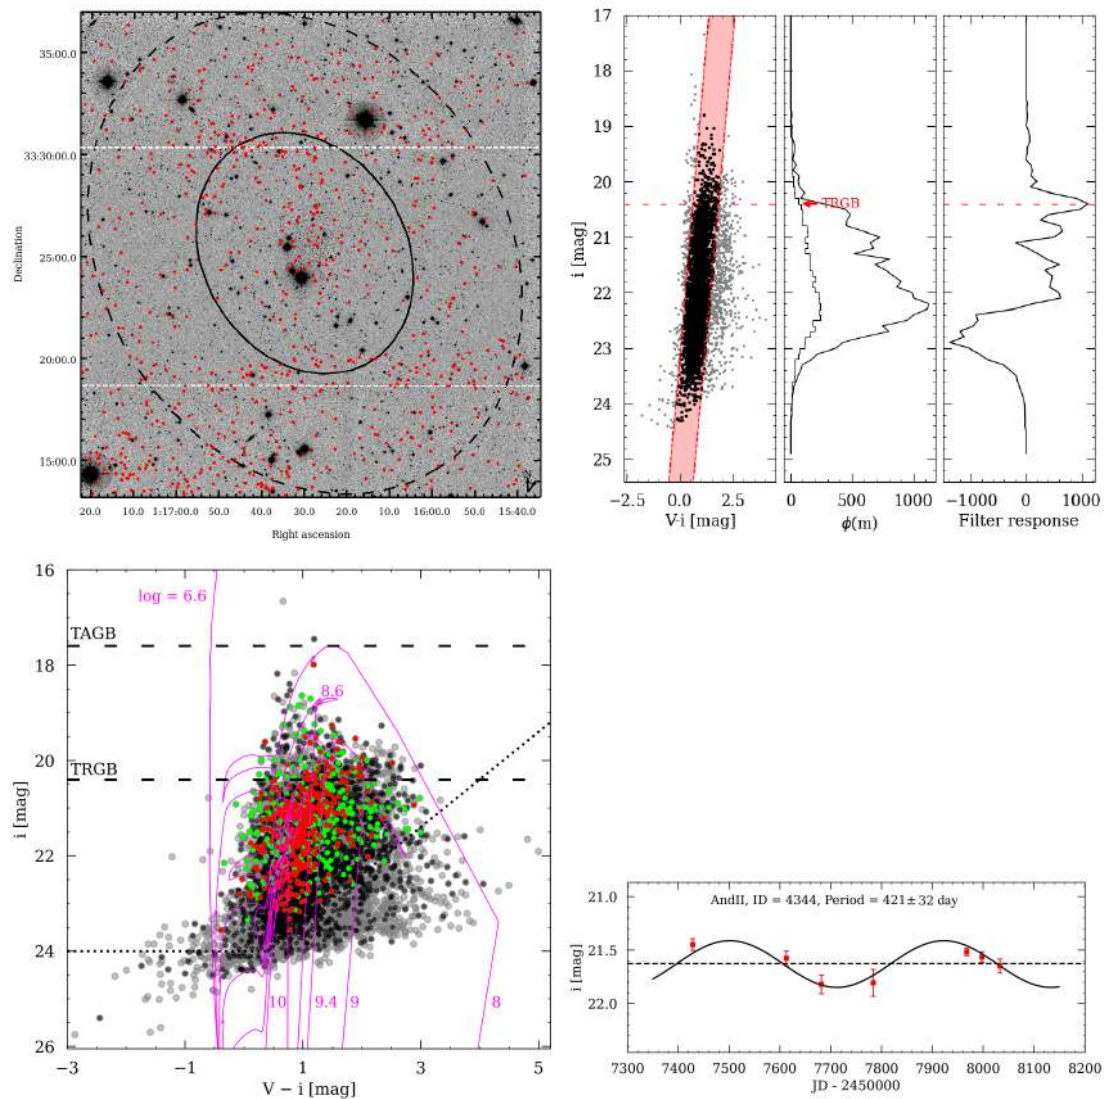 35:00.0
33:30:00.0
25:00.0
20:00.0
15:00.0
Declination
20.0 10.0 1:17:00.0 50.0 40.0 30.0 20.0 10.0 16:00.0 50.0 15:40.0
Right ascension
17
18
19
20
21
22
23
24
25
i [mag]
TRGB
−2.5 0.0 2.5
V-i [mag]
0 500 1000
ϕ(m)
−1000 0 1000
Filter response
16
18
20
22
24
26
i [mag]
log = 6.6
TAGB
8.6
TRGB
10 9.4 9 8
−3 −1 1 3 5
V − i [mag]
21.0
21.5
22.0
i [mag]
AndII, ID = 4344, Period = 421± 32 day
7300 7400 7500 7600 7700 7800 7900 8000 8100 8200
JD - 2450000